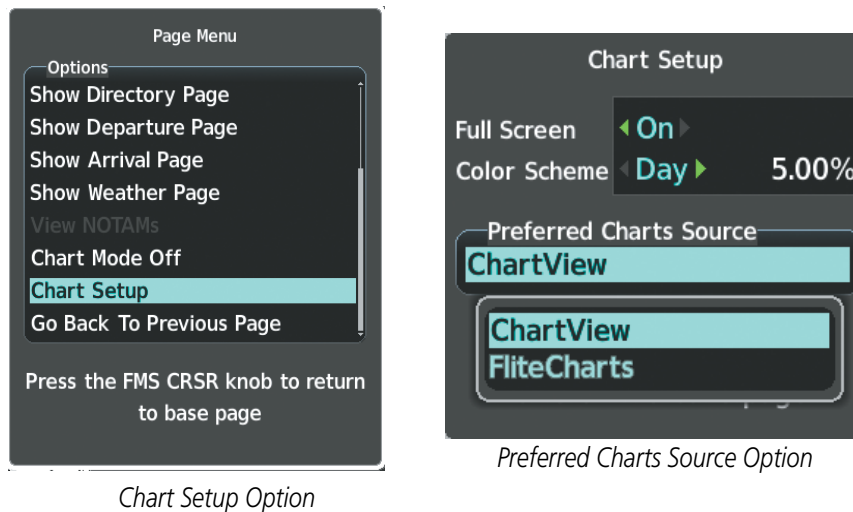 Page Menu
Options
Show Directory Page
Show Departure Page
Show Arrival Page
Show Weather Page
View NOTAMs
Chart Mode Off
Chart Setup
Go Back To Previous Page
Press the FMS CRSR knob to return
to base page
Chart Setup Option
Chart Setup
Full Screen On
Color Scheme Day 5.00%
Preferred Charts Source
ChartView
ChartView
FliteCharts
Preferred Charts Source Option